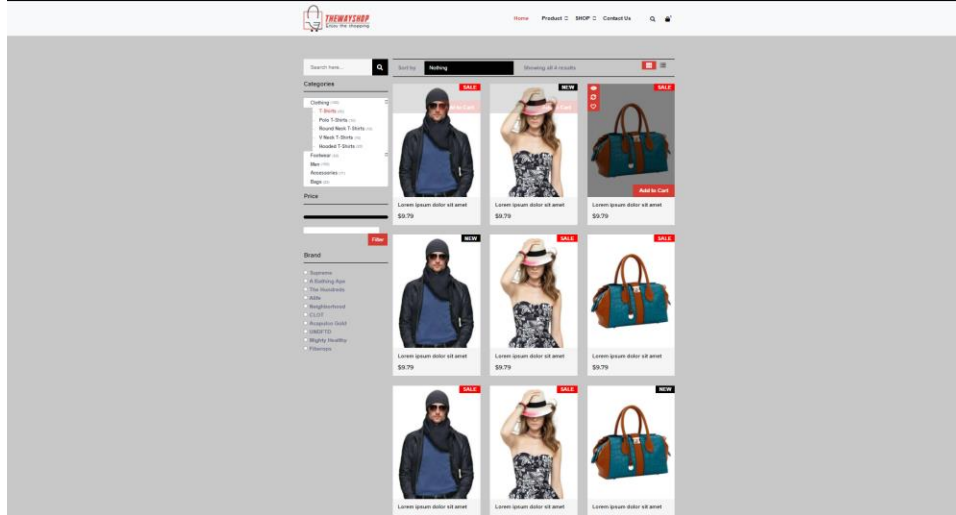 THEWAYSHOP
Enjoy the shopping
Home Product SHOP Contact Us
Search here...
Sort by Nothing Showing all 4 results
Categories
Clothing
T-Shirts
Polo T-Shirts
Round Neck T-Shirts
V-Neck T-Shirts
Hooded T-Shirts
Footwear
Men
Accessories
Bags
Price
Filter
Brand
Supreme
A Bathing Ape
The Hundreds
Alife
Neighborhood
CLOT
Acapulco Gold
UNDFTD
Mighty Healthy
Fiberops
SALE NEW SALE
Add to Cart
Add to Cart
Lorem ipsum dolor sit amet Lorem ipsum dolor sit amet Lorem ipsum dolor sit amet
$9.79 $9.79 $9.79
NEW SALE SALE
Lorem ipsum dolor sit amet Lorem ipsum dolor sit amet Lorem ipsum dolor sit amet
$9.79 $9.79 $9.79
SALE SALE NEW
Lorem ipsum dolor sit amet Lorem ipsum dolor sit amet Lorem ipsum dolor sit amet